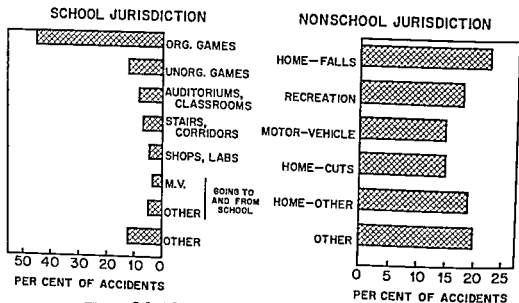 SCHOOL JURISDICTION
ORG. GAMES
UNORG. GAMES
AUDITORIUMS,
CLASSROOMS
STAIRS,
CORRIDORS
SHOPS, LABS
M.V.
OTHER
GOING TO
AND FROM
SCHOOL
OTHER
50 40 30 20 10 0
PER CENT OF ACCIDENTS
NONSCHOOL JURISDICTION
HOME—FALLS
RECREATION
MOTOR—VEHICLE
HOME—CUTS
HOME—OTHER
OTHER
0 5 10 15 20 25
PER CENT OF ACCIDENTS